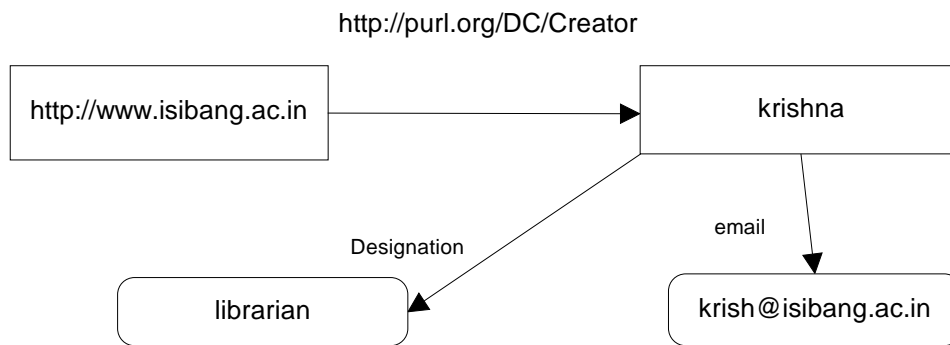 http://purl.org/DC/Creator
http://www.isibang.ac.in
krishna
Designation
email
librarian
krish@isibang.ac.in